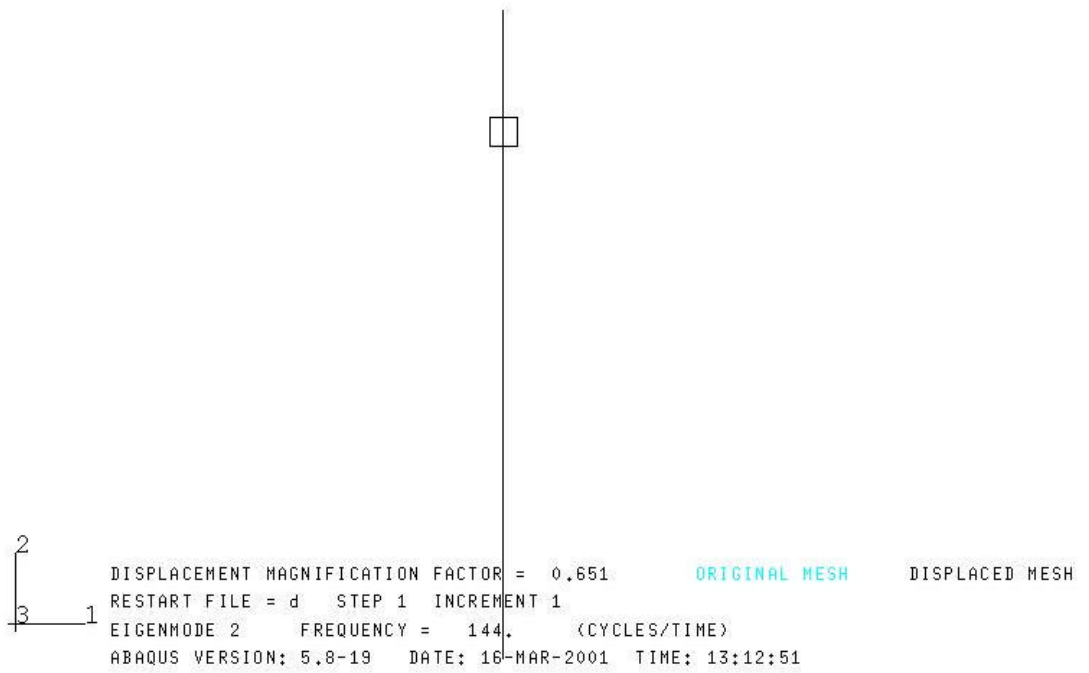 2
3 1
DISPLACEMENT MAGNIFICATION FACTOR = 0.651 ORIGINAL MESH DISPLACED MESH
RESTART FILE = d STEP 1 INCREMENT 1
EIGENMODE 2 FREQUENCY = 144. (CYCLES/TIME)
ABAQUS VERSION: 5.8-19 DATE: 16-MAR-2001 TIME: 13:12:51